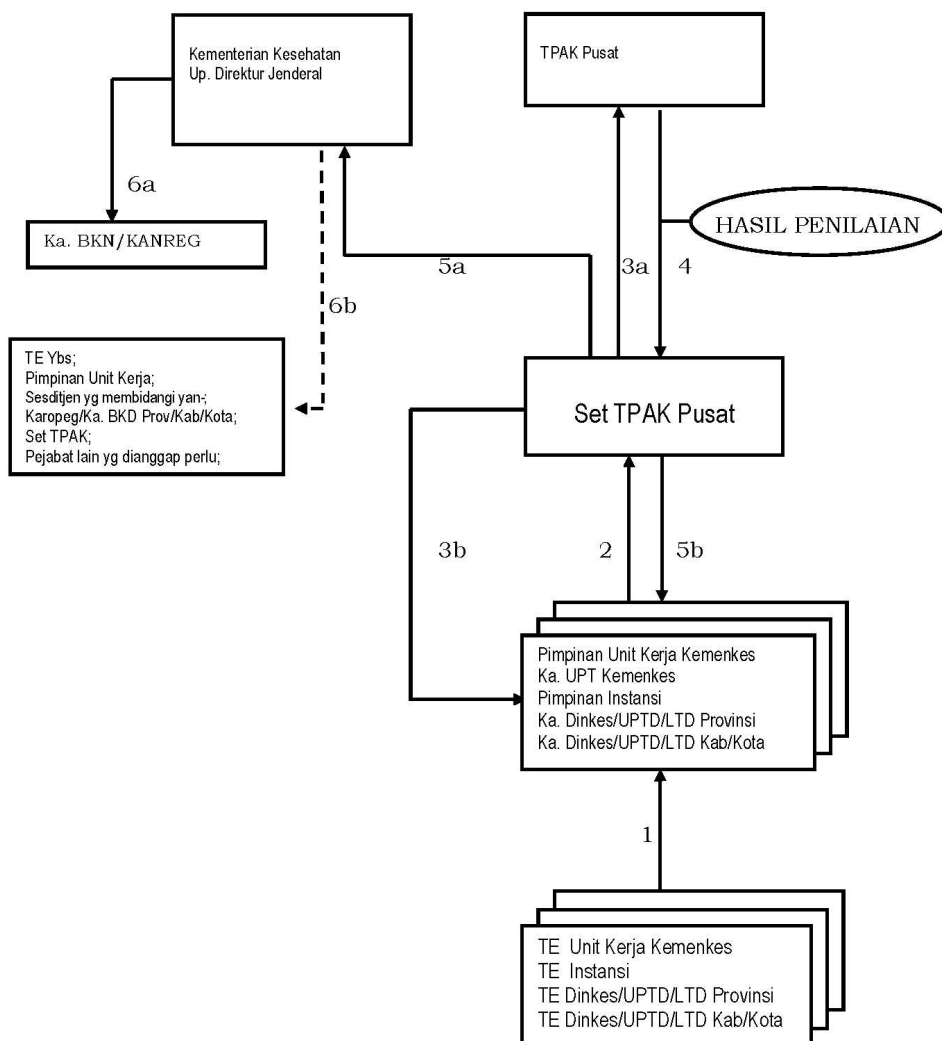 Kementerian Kesehatan
Up. Direktur Jenderal
TPAK Pusat
6a
HASIL PENILAIAN
Ka. BKN/KANREG
5a
3a
4
6b
TE Ybs;
Pimpinan Unit Kerja;
Sesditjen yg membidangi yan-;
Karopeg/Ka. BKD Prov/Kab/Kota;
Set TPAK;
Pejabat lain yg dianggap perlu;
Set TPAK Pusat
3b
2
5b
Pimpinan Unit Kerja Kemenkes
Ka. UPT Kemenkes
Pimpinan Instansi
Ka. Dinkes/UPTD/LTD Provinsi
Ka. Dinkes/UPTD/LTD Kab/Kota
1
TE Unit Kerja Kemenkes
TE Instansi
TE Dinkes/UPTD/LTD Provinsi
TE Dinkes/UPTD/LTD Kab/Kota